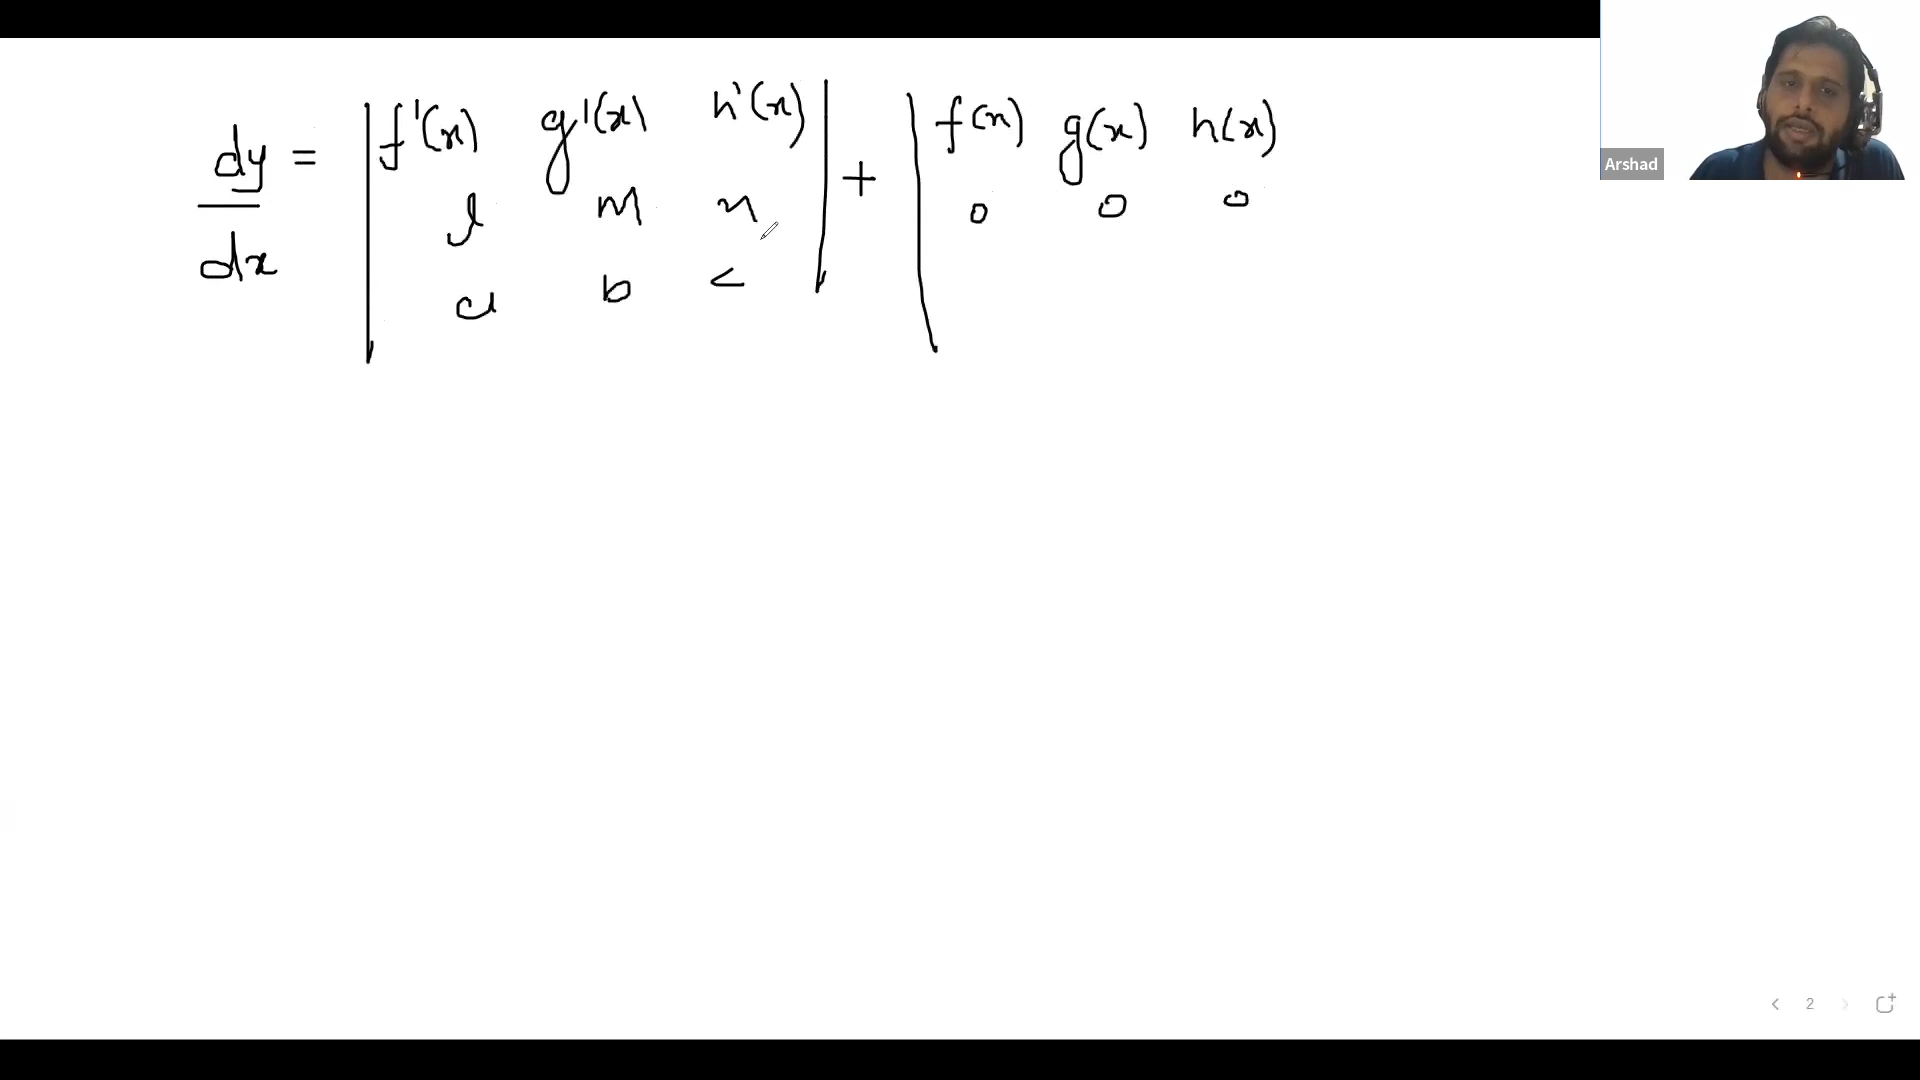 dy/dx = | f'(x) g'(x) h'(x) | + | f(x) g(x) h(x)
l m n 0 0 0
a b c
Arshad
2